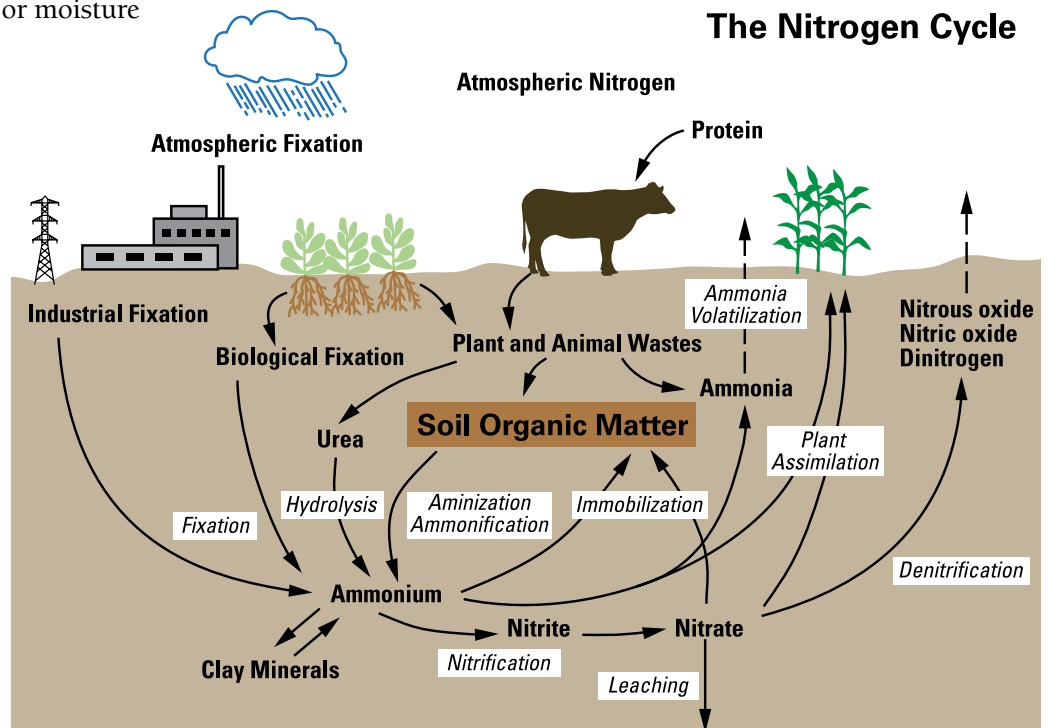 or moisture
The Nitrogen Cycle
Atmospheric Nitrogen
Protein
Atmospheric Fixation
Industrial Fixation
Biological Fixation
Plant and Animal Wastes
Ammonia
Volatilization
Nitrous oxide
Nitric oxide
Dinitrogen
Ammonia
Urea
Soil Organic Matter
Plant
Assimilation
Fixation
Hydrolysis
Aminization
Ammonification
Immobilization
Denitrification
Ammonium
Nitrite
Nitrate
Clay Minerals
Nitrification
Leaching